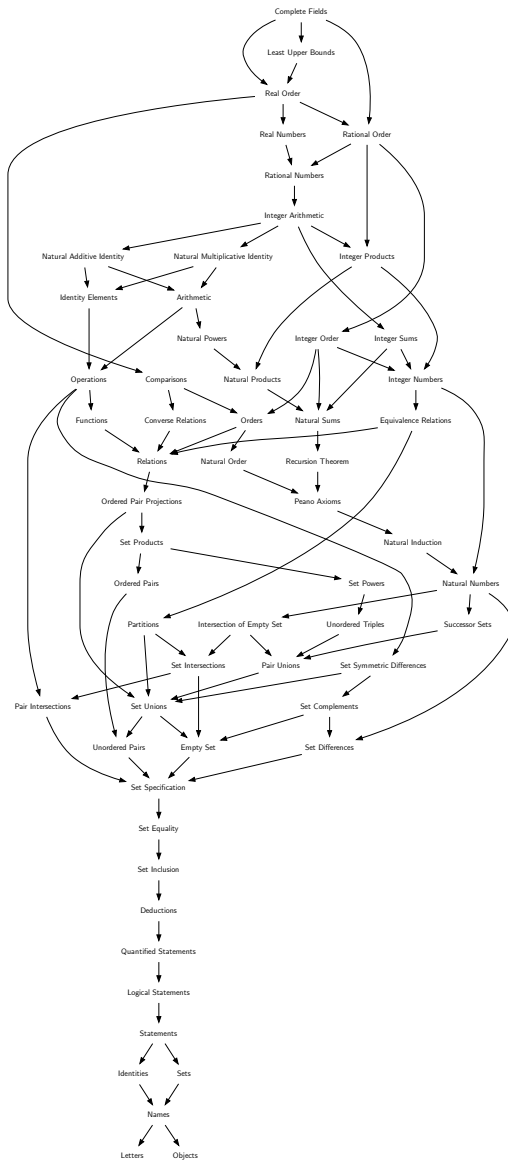 Complete Fields
Least Upper Bounds
Real Order
Real Numbers Rational Order
Rational Numbers
Integer Arithmetic
Natural Additive Identity Natural Multiplicative Identity Integer Products
Identity Elements Arithmetic
Natural Powers Integer Order Integer Sums
Operations Comparisons Natural Products Integer Numbers
Functions Converse Relations Orders Natural Sums Equivalence Relations
Relations Natural Order Recursion Theorem
Ordered Pair Projections Peano Axioms
Set Products Natural Induction
Ordered Pairs Set Powers Natural Numbers
Partitions Intersection of Empty Set Unordered Triples Successor Sets
Set Intersections Pair Unions Set Symmetric Differences
Pair Intersections Set Unions Set Complements
Unordered Pairs Empty Set Set Differences
Set Specification
Set Equality
Set Inclusion
Deductions
Quantified Statements
Logical Statements
Statements
Identities Sets
Names
Letters Objects